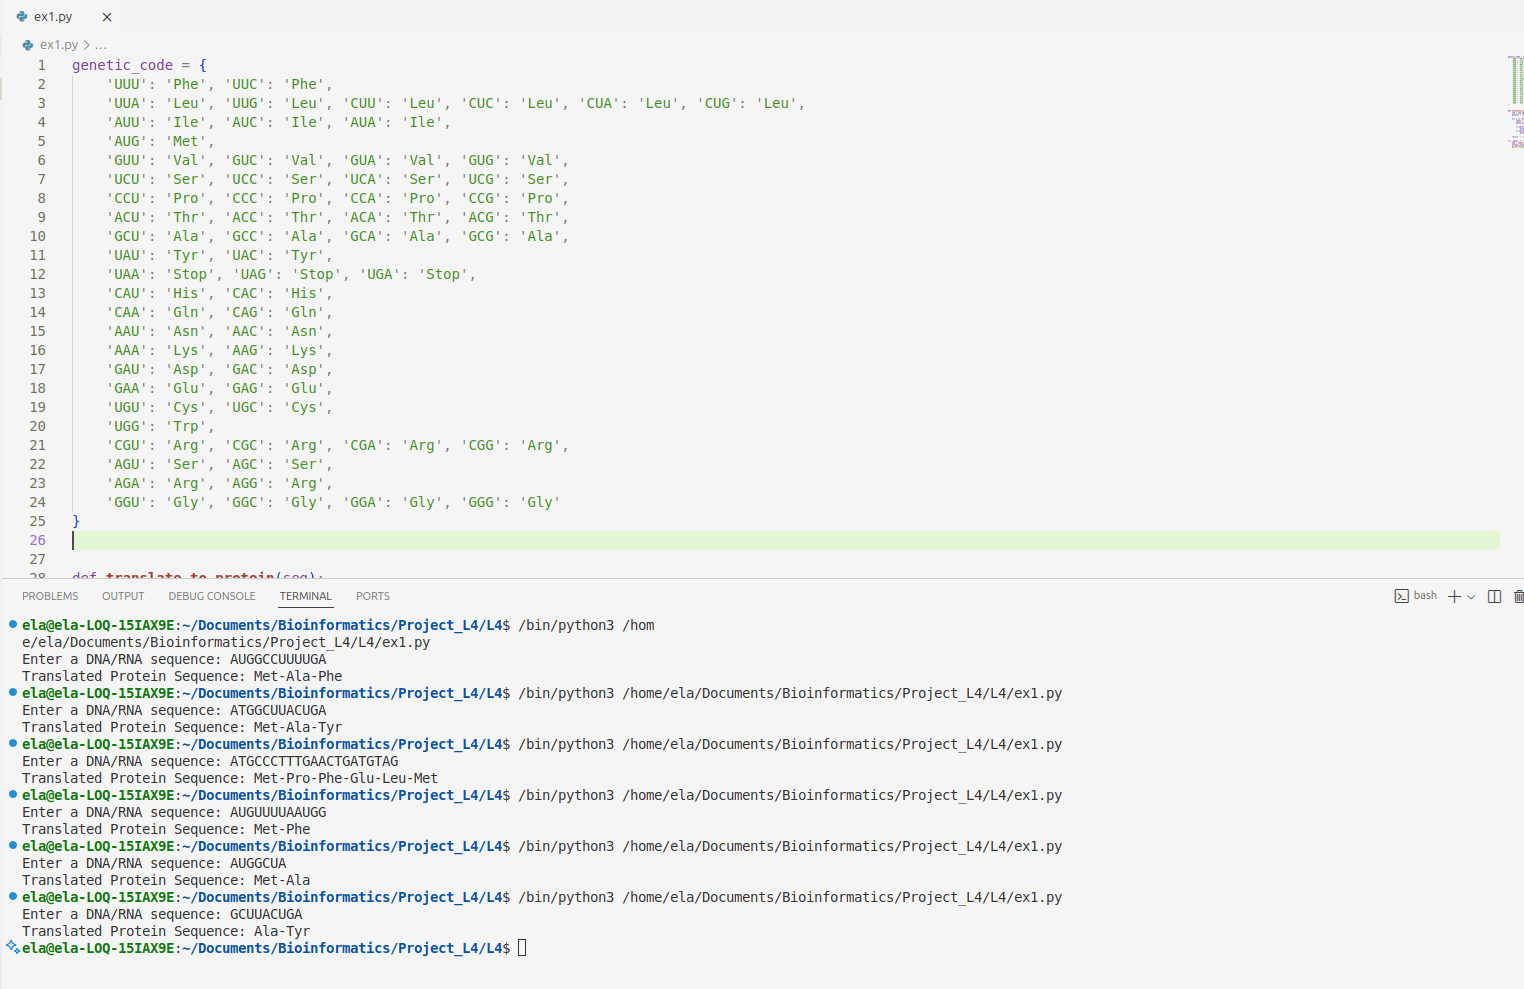 ex1.py
ex1.py > ...
1 genetic_code = {
2 'UUU': 'Phe', 'UUC': 'Phe',
3 'UUA': 'Leu', 'UUG': 'Leu', 'CUU': 'Leu', 'CUC': 'Leu', 'CUA': 'Leu', 'CUG': 'Leu',
4 'AUU': 'Ile', 'AUC': 'Ile', 'AUA': 'Ile',
5 'AUG': 'Met',
6 'GUU': 'Val', 'GUC': 'Val', 'GUA': 'Val', 'GUG': 'Val',
7 'UCU': 'Ser', 'UCC': 'Ser', 'UCA': 'Ser', 'UCG': 'Ser',
8 'CCU': 'Pro', 'CCC': 'Pro', 'CCA': 'Pro', 'CCG': 'Pro',
9 'ACU': 'Thr', 'ACC': 'Thr', 'ACA': 'Thr', 'ACG': 'Thr',
10 'GCU': 'Ala', 'GCC': 'Ala', 'GCA': 'Ala', 'GCG': 'Ala',
11 'UAU': 'Tyr', 'UAC': 'Tyr',
12 'UAA': 'Stop', 'UAG': 'Stop', 'UGA': 'Stop',
13 'CAU': 'His', 'CAC': 'His',
14 'CAA': 'Gln', 'CAG': 'Gln',
15 'AAU': 'Asn', 'AAC': 'Asn',
16 'AAA': 'Lys', 'AAG': 'Lys',
17 'GAU': 'Asp', 'GAC': 'Asp',
18 'GAA': 'Glu', 'GAG': 'Glu',
19 'UGU': 'Cys', 'UGC': 'Cys',
20 'UGG': 'Trp',
21 'CGU': 'Arg', 'CGC': 'Arg', 'CGA': 'Arg', 'CGG': 'Arg',
22 'AGU': 'Ser', 'AGC': 'Ser',
23 'AGA': 'Arg', 'AGG': 'Arg',
24 'GGU': 'Gly', 'GGC': 'Gly', 'GGA': 'Gly', 'GGG': 'Gly'
25 }
26
27
28 def translate_to_protein(seq):
PROBLEMS OUTPUT DEBUG CONSOLE TERMINAL PORTS bash
ela@ela-LOQ-15IAX9E:~/Documents/Bioinformatics/Project_L4/L4$ /bin/python3 /hom
e/ela/Documents/Bioinformatics/Project_L4/L4/ex1.py
Enter a DNA/RNA sequence: AUGGCCUUUUGA
Translated Protein Sequence: Met-Ala-Phe
ela@ela-LOQ-15IAX9E:~/Documents/Bioinformatics/Project_L4/L4$ /bin/python3 /home/ela/Documents/Bioinformatics/Project_L4/L4/ex1.py
Enter a DNA/RNA sequence: ATGGCUUACUGA
Translated Protein Sequence: Met-Ala-Tyr
ela@ela-LOQ-15IAX9E:~/Documents/Bioinformatics/Project_L4/L4$ /bin/python3 /home/ela/Documents/Bioinformatics/Project_L4/L4/ex1.py
Enter a DNA/RNA sequence: ATGCCCTTTGAACTGATGTAG
Translated Protein Sequence: Met-Pro-Phe-Glu-Leu-Met
ela@ela-LOQ-15IAX9E:~/Documents/Bioinformatics/Project_L4/L4$ /bin/python3 /home/ela/Documents/Bioinformatics/Project_L4/L4/ex1.py
Enter a DNA/RNA sequence: AUGUUUUAAUGG
Translated Protein Sequence: Met-Phe
ela@ela-LOQ-15IAX9E:~/Documents/Bioinformatics/Project_L4/L4$ /bin/python3 /home/ela/Documents/Bioinformatics/Project_L4/L4/ex1.py
Enter a DNA/RNA sequence: AUGGCUA
Translated Protein Sequence: Met-Ala
ela@ela-LOQ-15IAX9E:~/Documents/Bioinformatics/Project_L4/L4$ /bin/python3 /home/ela/Documents/Bioinformatics/Project_L4/L4/ex1.py
Enter a DNA/RNA sequence: GCUUACUGA
Translated Protein Sequence: Ala-Tyr
ela@ela-LOQ-15IAX9E:~/Documents/Bioinformatics/Project_L4/L4$